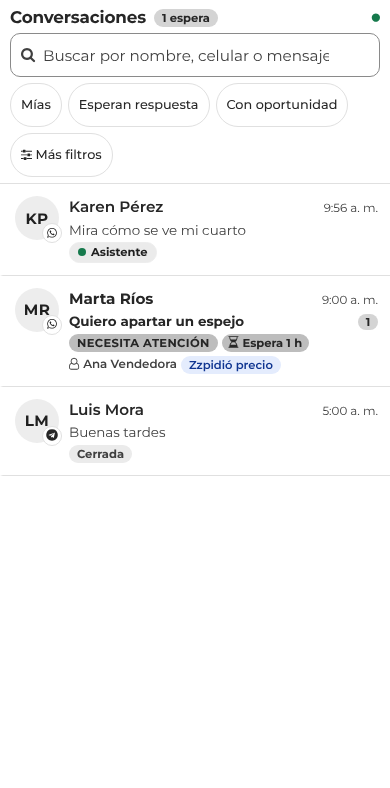 Conversaciones 1 espera
Buscar por nombre, celular o mensaje
Mías Esperan respuesta Con oportunidad
Más filtros
KP Karen Pérez 9:56 a. m.
Mira cómo se ve mi cuarto
Asistente
MR Marta Ríos 9:00 a. m.
Quiero apartar un espejo 1
NECESITA ATENCIÓN Espera 1 h
Ana Vendedora Zzpidió precio
LM Luis Mora 5:00 a. m.
Buenas tardes
Cerrada